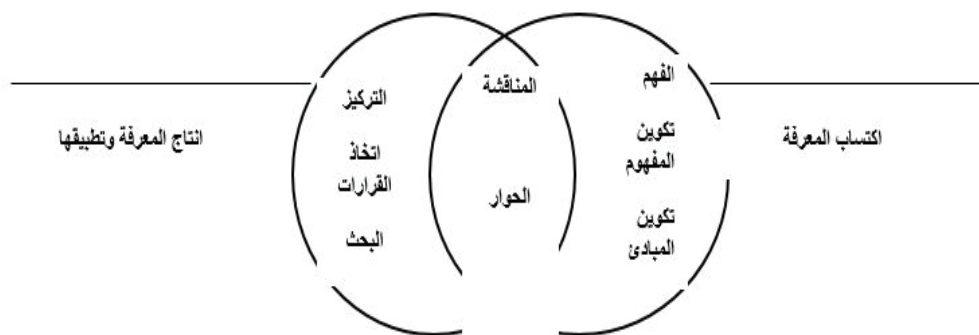 الفهم
تكوين
المفهوم
تكوين
المبادئ
اكتساب المعرفة
المناقشة
الحوار
التركيز
اتخاذ
القرارات
البحث
انتاج المعرفة وتطبيقها